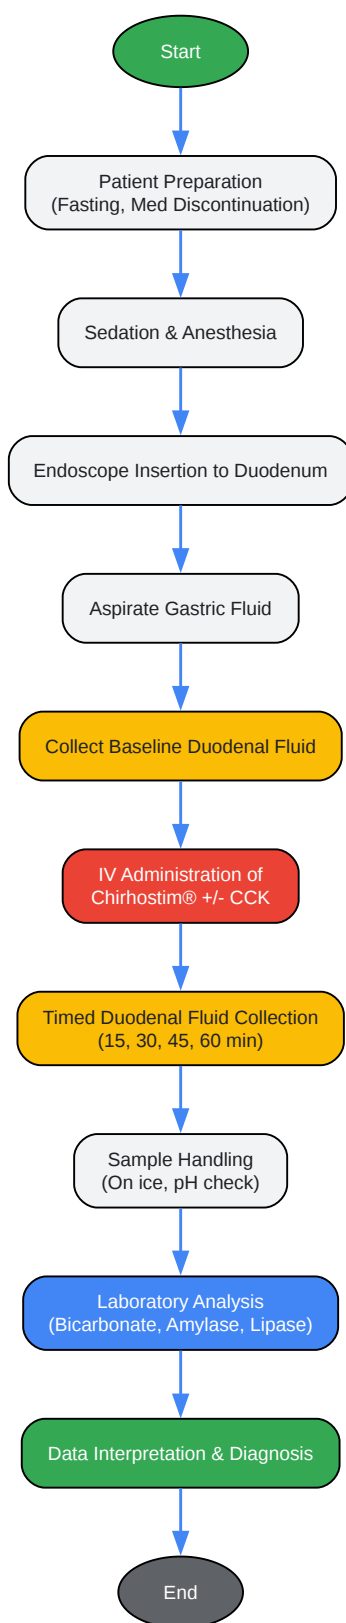 Start
Patient Preparation
(Fasting, Med Discontinuation)
Sedation & Anesthesia
Endoscope Insertion to Duodenum
Aspirate Gastric Fluid
Collect Baseline Duodenal Fluid
IV Administration of
Chirhostim® +/- CCK
Timed Duodenal Fluid Collection
(15, 30, 45, 60 min)
Sample Handling
(On ice, pH check)
Laboratory Analysis
(Bicarbonate, Amylase, Lipase)
Data Interpretation & Diagnosis
End